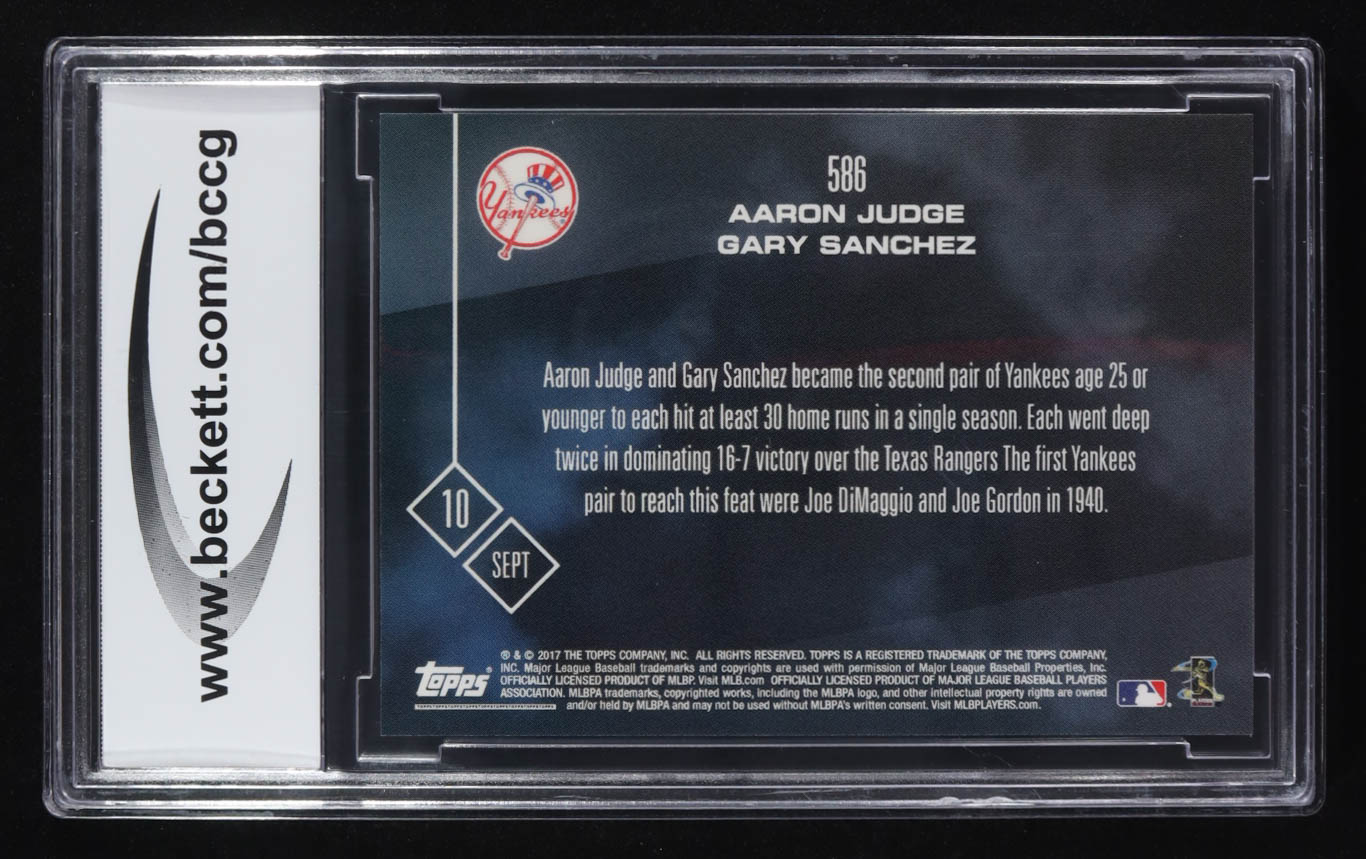 www.beckett.com/bccg
Yankees
586
AARON JUDGE
GARY SANCHEZ
Aaron Judge and Gary Sanchez became the second pair of Yankees age 25 or
younger to each hit at least 30 home runs in a single season. Each went deep
twice in dominating 16-7 victory over the Texas Rangers The first Yankees
pair to reach this feat were Joe DiMaggio and Joe Gordon in 1940.
10
SEPT
topps®
® & © 2017 THE TOPPS COMPANY, INC. ALL RIGHTS RESERVED. TOPPS IS A REGISTERED TRADEMARK OF THE TOPPS COMPANY,
INC. Major League Baseball trademarks and copyrights are used with permission of Major League Baseball Properties, Inc.
OFFICIALLY LICENSED PRODUCT OF MLBP. Visit MLB.com OFFICIALLY LICENSED PRODUCT OF MAJOR LEAGUE BASEBALL PLAYERS
ASSOCIATION. MLBPA trademarks, copyrighted works, including the MLBPA logo, and other intellectual property rights are owned
and/or held by MLBPA and may not be used without MLBPA's written consent. Visit MLBPLAYERS.com.